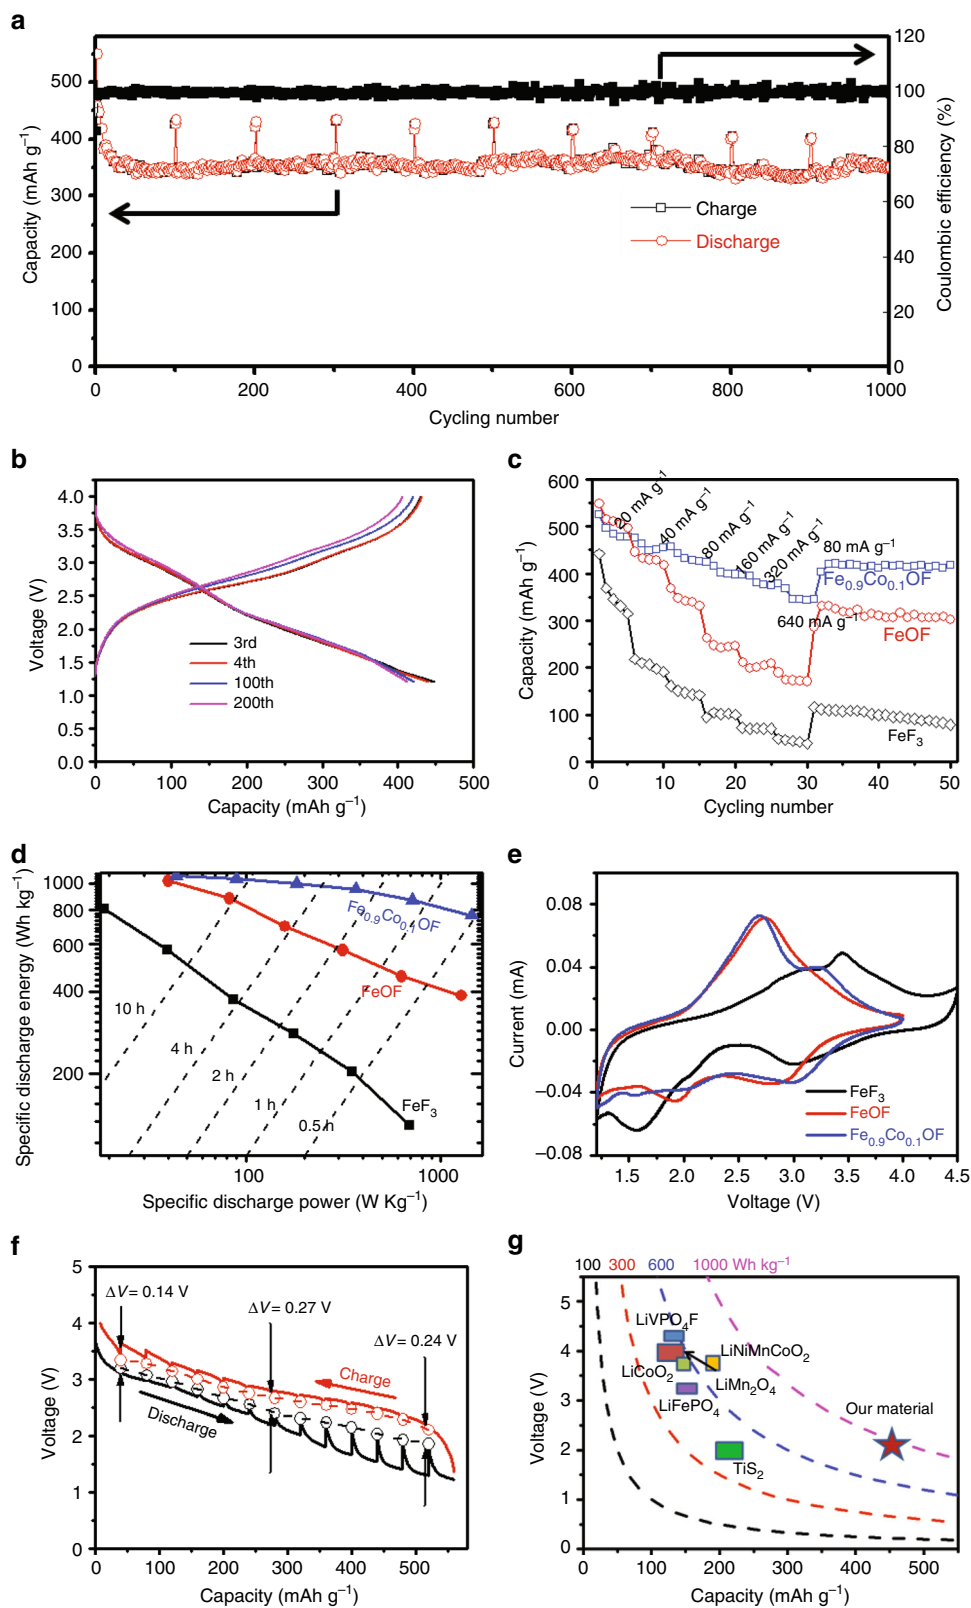 a
500
400
300
200
100
0
Capacity (mAh g⁻¹)
120
100
80
60
40
20
0
Coulombic efficiency (%)
Charge
Discharge
0 200 400 600 800 1000
Cycling number
b
4.0
3.5
3.0
2.5
2.0
1.5
1.0
0.5
0.0
Voltage (V)
3rd
4th
100th
200th
0 100 200 300 400 500
Capacity (mAh g⁻¹)
c
600
500
400
300
200
100
0
Capacity (mAh g⁻¹)
20 mA g⁻¹
40 mA g⁻¹
80 mA g⁻¹
160 mA g⁻¹
320 mA g⁻¹
80 mA g⁻¹
Fe₀.₉Co₀.₁OF
640 mA g⁻¹
FeOF
FeF₃
0 10 20 30 40 50
Cycling number
d
1000
800
600
400
200
Specific discharge energy (Wh kg⁻¹)
Fe₀.₉Co₀.₁OF
FeOF
FeF₃
10 h
4 h
2 h
1 h
0.5 h
100 1000
Specific discharge power (W Kg⁻¹)
e
0.08
0.04
0.00
−0.04
−0.08
Current (mA)
FeF₃
FeOF
Fe₀.₉Co₀.₁OF
1.5 2.0 2.5 3.0 3.5 4.0 4.5
Voltage (V)
f
5
4
3
2
1
0
Voltage (V)
ΔV = 0.14 V
ΔV = 0.27 V
ΔV = 0.24 V
Charge
Discharge
0 100 200 300 400 500
Capacity (mAh g⁻¹)
g
100 300 600 1000 Wh kg⁻¹
5
4
3
2
1
0
Voltage (V)
LiVPO₄F
LiNiMnCoO₂
LiCoO₂
LiMn₂O₄
LiFePO₄
Our material
TiS₂
0 100 200 300 400 500
Capacity (mAh g⁻¹)